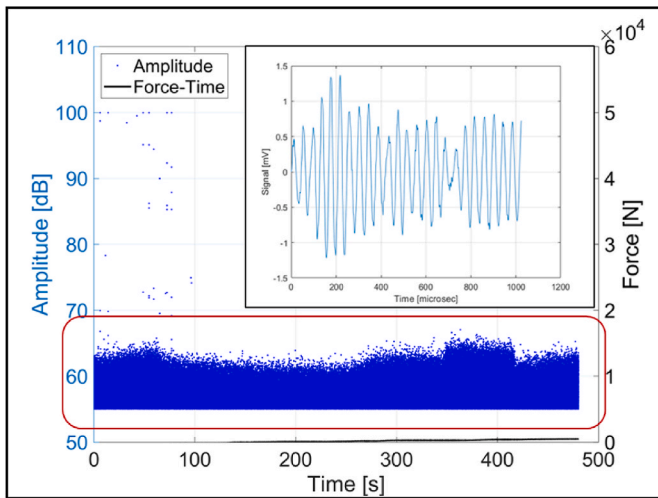 ×10^4
110
100
90
80
70
60
50
Amplitude [dB]
Amplitude
Force-Time
1.5
1
0.5
0
-0.5
-1
-1.5
Signal [mV]
0 200 400 600 800 1000 1200
Time [microsec]
6
5
4
3
2
1
0
Force [N]
0 100 200 300 400 500
Time [s]